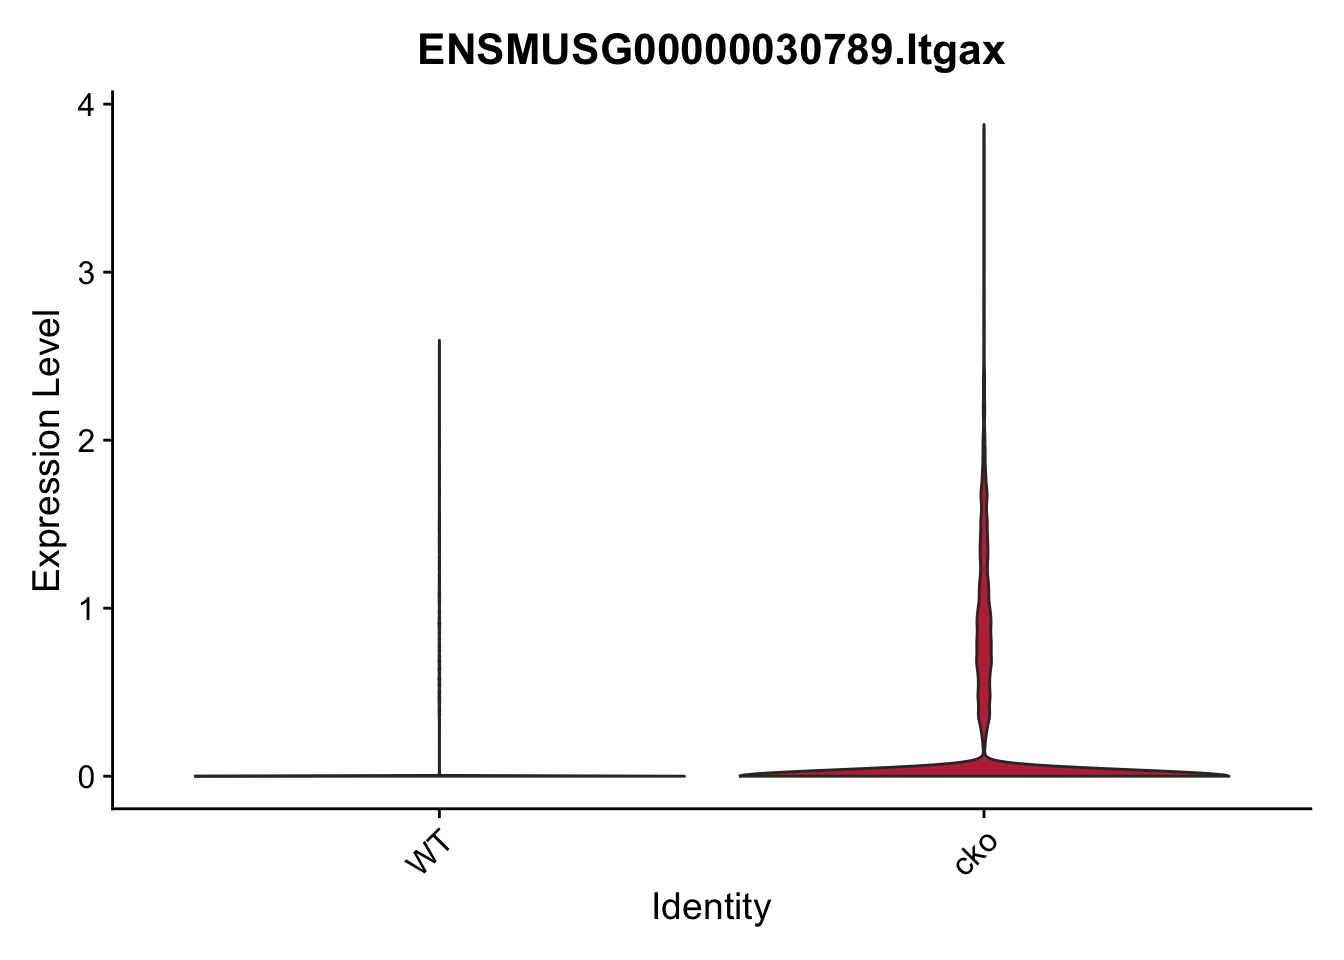 ENSMUSG00000030789.Itgax
4
3
2
1
0
Expression Level
WT
cko
Identity